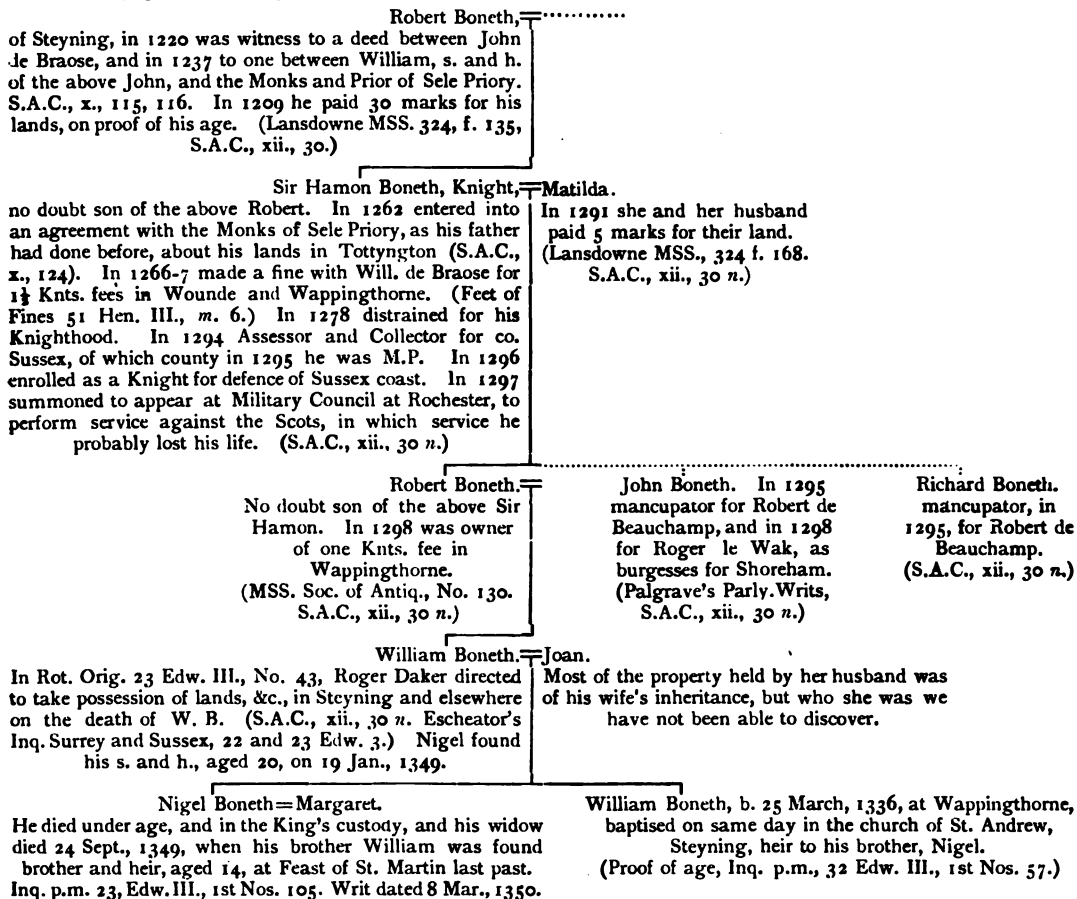 Robert Boneth,
of Steyning, in 1220 was witness to a deed between John
de Braose, and in 1237 to one between William, s. and h.
of the above John, and the Monks and Prior of Sele Priory.
S.A.C., x., 115, 116. In 1209 he paid 30 marks for his
lands, on proof of his age. (Lansdowne MSS. 324, f. 135,
S.A.C., xii., 30.)
Sir Hamon Boneth, Knight,=Matilda.
no doubt son of the above Robert. In 1262 entered into
an agreement with the Monks of Sele Priory, as his father
had done before, about his lands in Tottyngton (S.A.C.,
x., 124). In 1266-7 made a fine with Will. de Braose for
1½ Knts. fees in Wounde and Wappingthorne. (Feet of
Fines 51 Hen. III., m. 6.) In 1278 distrained for his
Knighthood. In 1294 Assessor and Collector for co.
Sussex, of which county in 1295 he was M.P. In 1296
enrolled as a Knight for defence of Sussex coast. In 1297
summoned to appear at Military Council at Rochester, to
perform service against the Scots, in which service he
probably lost his life. (S.A.C., xii., 30 n.)
In 1291 she and her husband
paid 5 marks for their land.
(Lansdowne MSS., 324 f. 168.
S.A.C., xii., 30 n.)
Robert Boneth.=
No doubt son of the above Sir
Hamon. In 1298 was owner
of one Knts. fee in
Wappingthorne.
(MSS. Soc. of Antiq., No. 130.
S.A.C., xii., 30 n.)
John Boneth. In 1295
mancupator for Robert de
Beauchamp, and in 1298
for Roger le Wak, as
burgesses for Shoreham.
(Palgrave's Parly. Writs,
S.A.C., xii., 30 n.)
Richard Boneth.
mancupator, in
1295, for Robert de
Beauchamp.
(S.A.C., xii., 30 n.)
William Boneth.=Joan.
In Rot. Orig. 23 Edw. III., No. 43, Roger Daker directed
to take possession of lands, &c., in Steyning and elsewhere
on the death of W. B. (S.A.C., xii., 30 n. Escheator's
Inq. Surrey and Sussex, 22 and 23 Edw. 3.) Nigel found
his s. and h., aged 20, on 19 Jan., 1349.
Most of the property held by her husband was
of his wife's inheritance, but who she was we
have not been able to discover.
Nigel Boneth=Margaret.
He died under age, and in the King's custody, and his widow
died 24 Sept., 1349, when his brother William was found
brother and heir, aged 14, at Feast of St. Martin last past.
Inq. p.m. 23, Edw. III., 1st Nos. 105. Writ dated 8 Mar., 1350.
William Boneth, b. 25 March, 1336, at Wappingthorne,
baptised on same day in the church of St. Andrew,
Steyning, heir to his brother, Nigel.
(Proof of age, Inq. p.m., 32 Edw. III., 1st Nos. 57.)